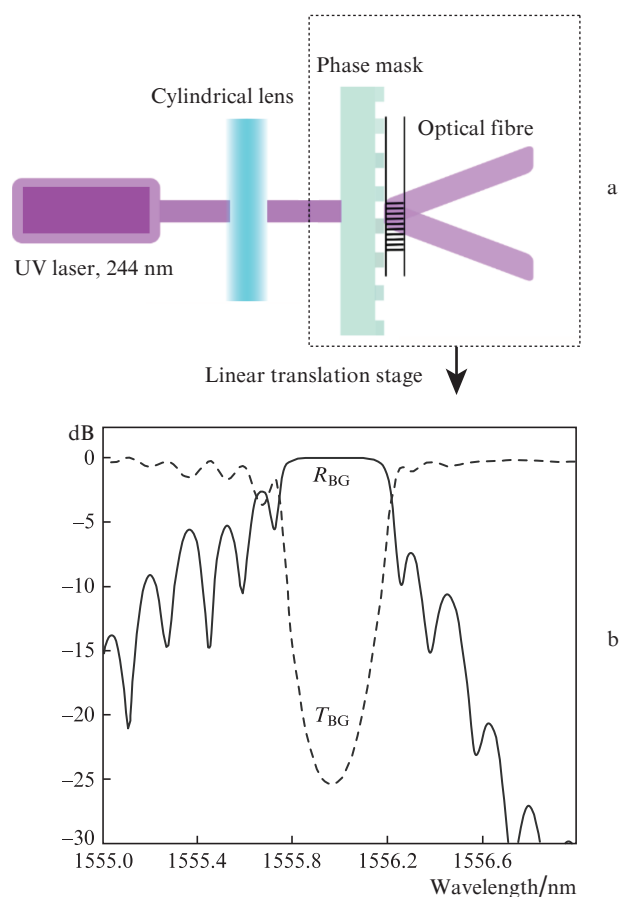 Phase mask
Cylindrical lens
Optical fibre
a
UV laser, 244 nm
Linear translation stage
dB
0
R_BG
−5
−10
−15
b
T_BG
−20
−25
−30
1555.0 1555.4 1555.8 1556.2 1556.6
Wavelength/nm